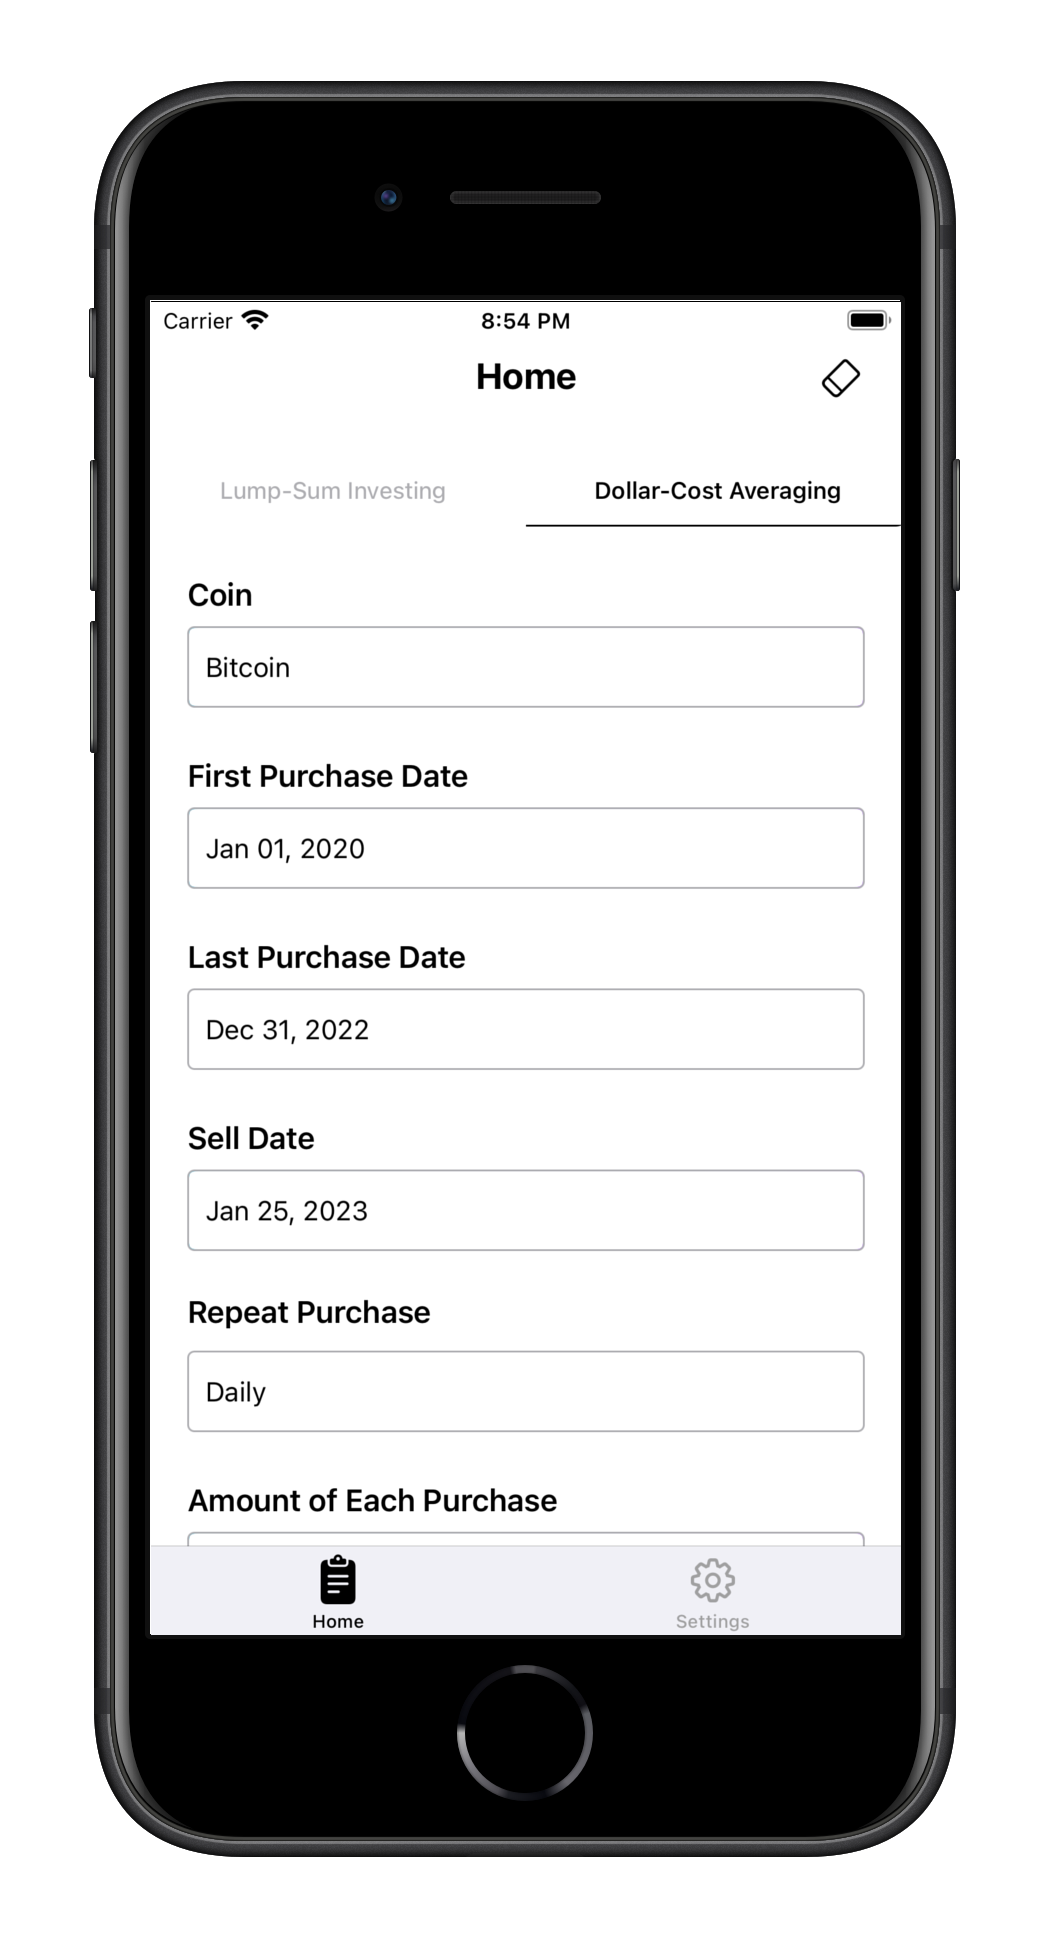 Carrier 8:54 PM
Home
Lump-Sum Investing Dollar-Cost Averaging
Coin
Bitcoin
First Purchase Date
Jan 01, 2020
Last Purchase Date
Dec 31, 2022
Sell Date
Jan 25, 2023
Repeat Purchase
Daily
Amount of Each Purchase
Home Settings